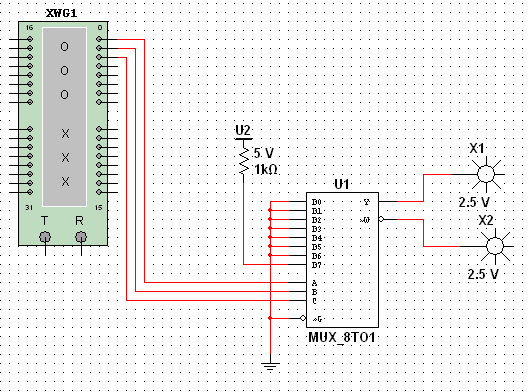 XWG1
16 0
O
O
O
X
X
X
31 15
T R
U2
5 V
1kΩ
U1
D0
D1
D2
D3
D4
D5
D6
D7
A
B
C
~G
Y
~W
MUX_8TO1
X1
2.5 V
X2
2.5 V